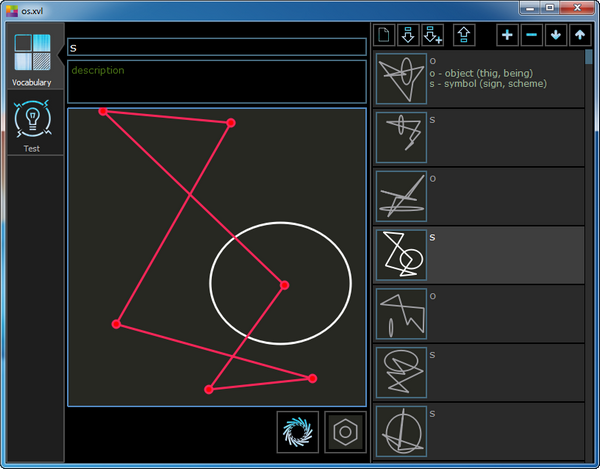 os.xvl
s
description
Vocabulary
Test
o
o - object (thig, being)
s - symbol (sign, scheme)
s
o
s
o
s
s